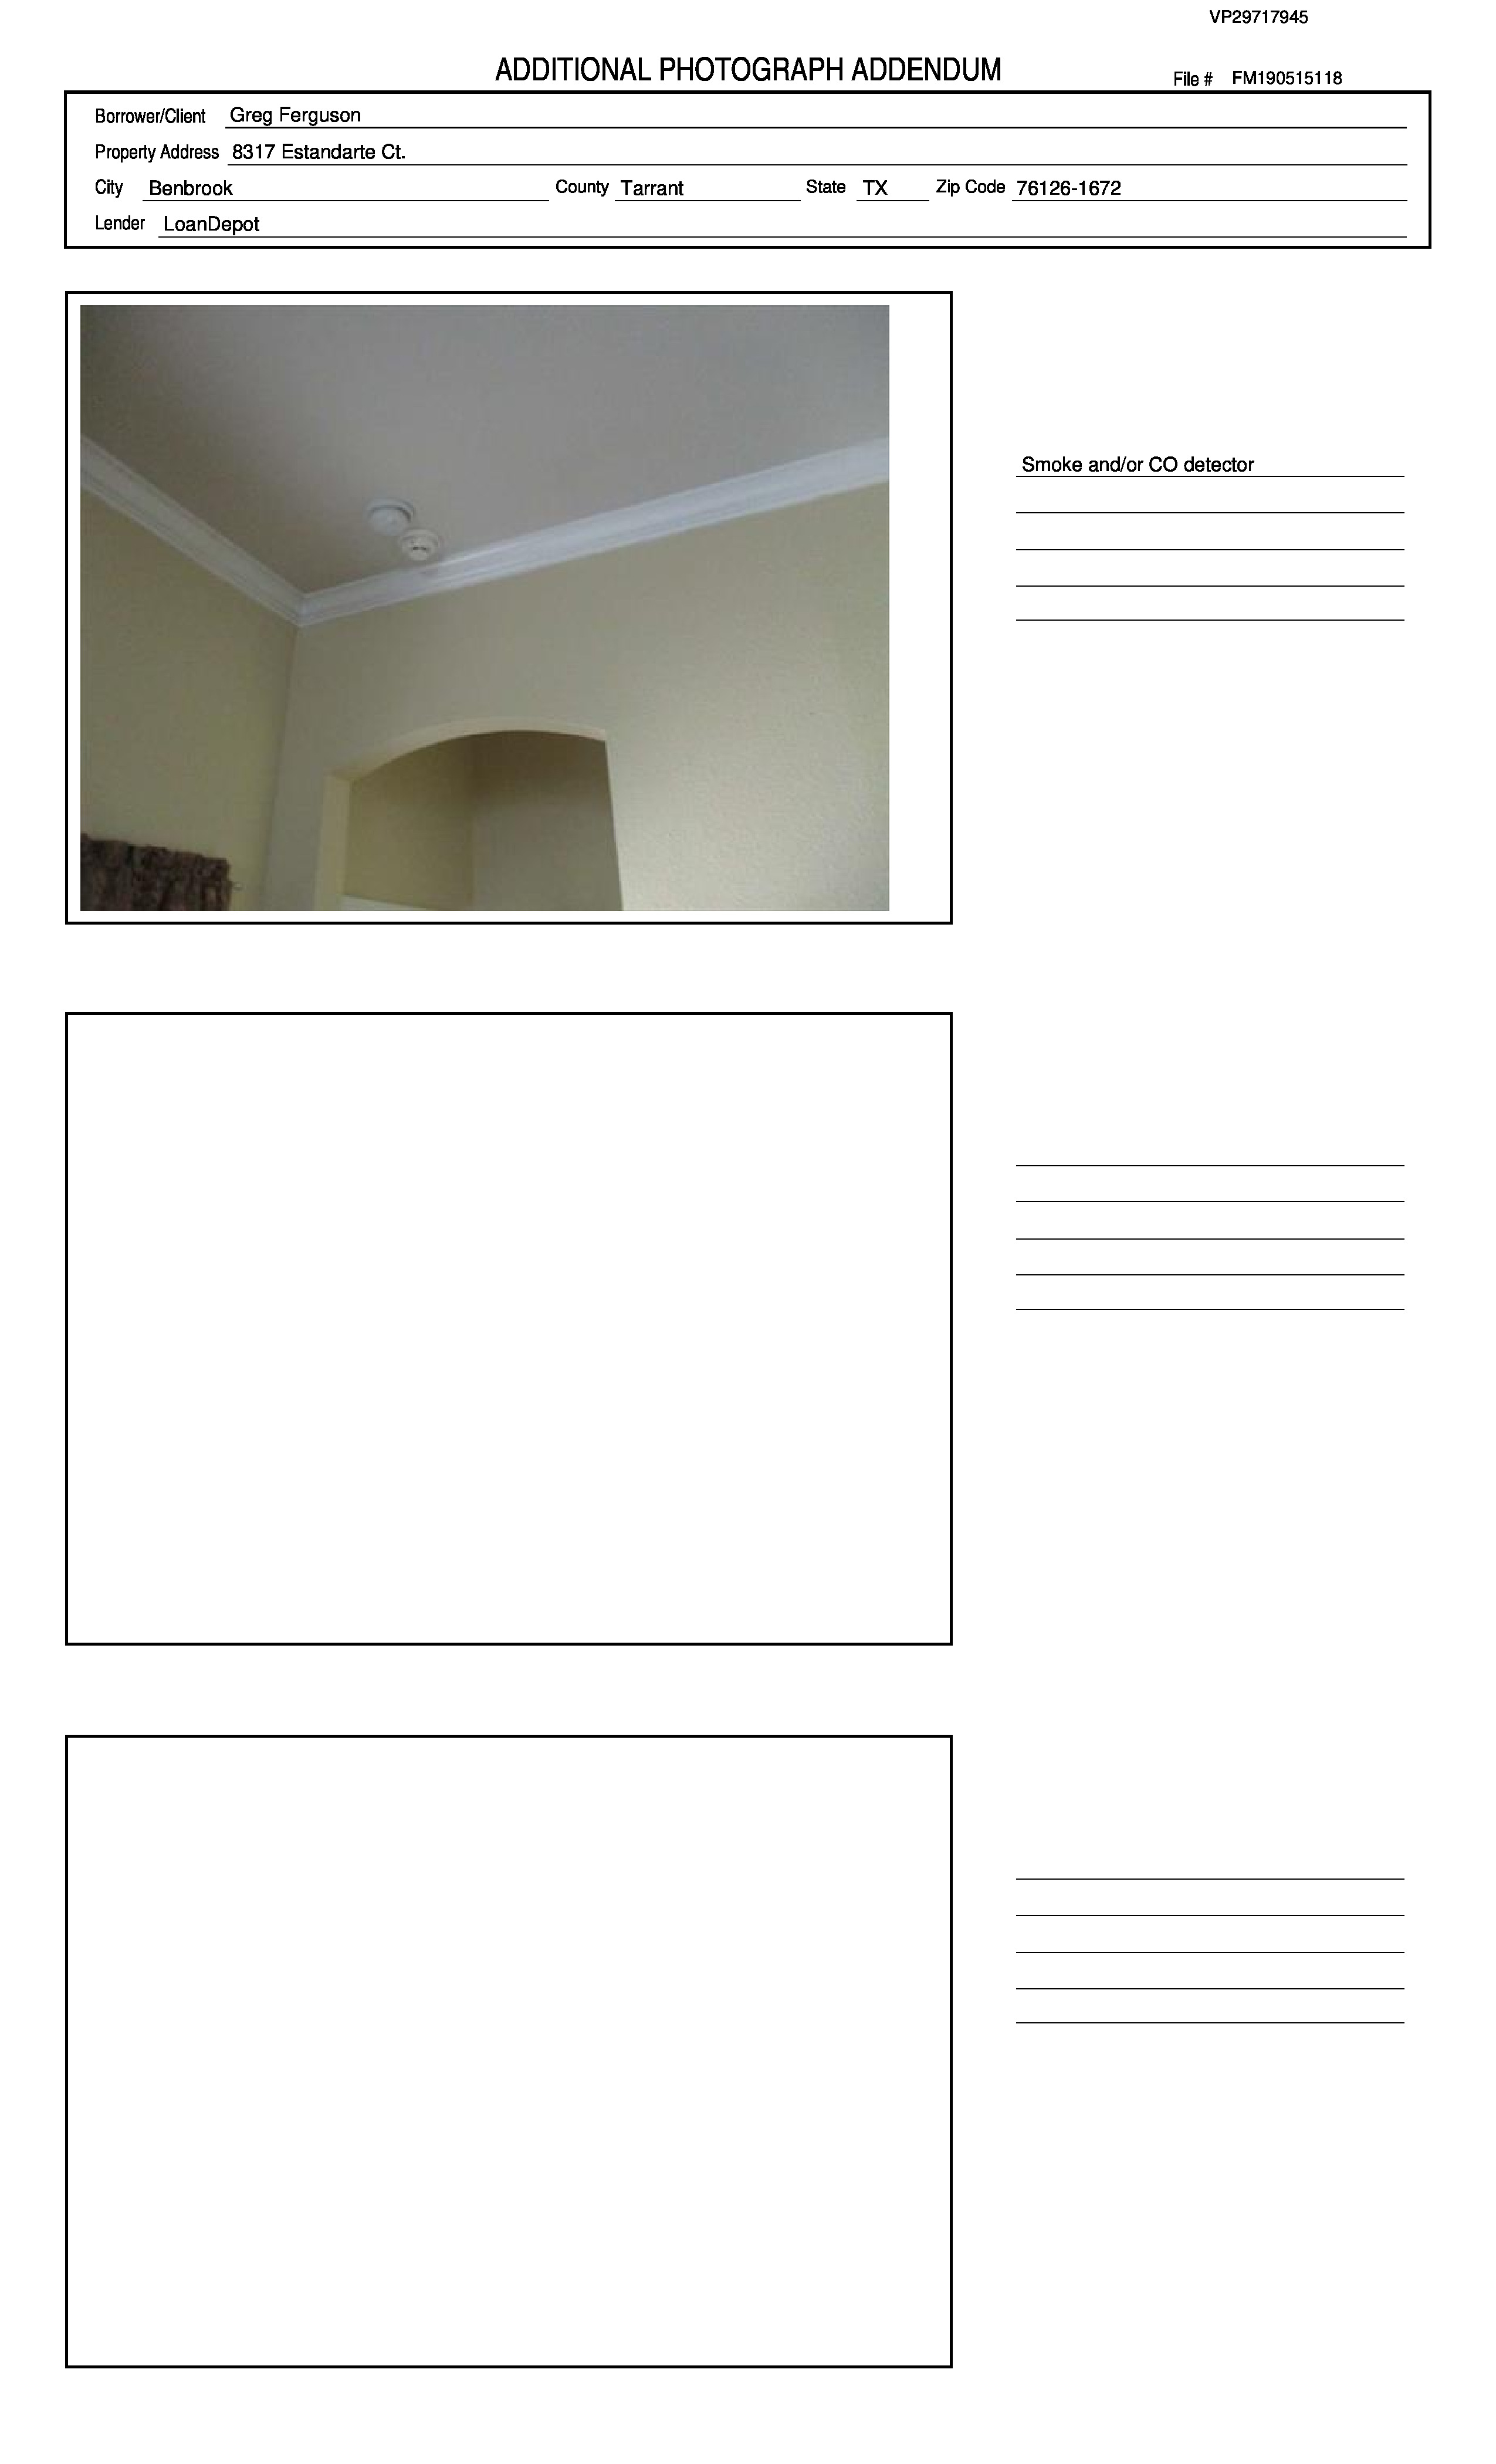 VP29717945
ADDITIONAL PHOTOGRAPH ADDENDUM File # FM190515118
Borrower/Client Greg Ferguson
Property Address 8317 Estandarte Ct.
City Benbrook County Tarrant State TX Zip Code 76126-1672
Lender LoanDepot
Smoke and/or CO detector